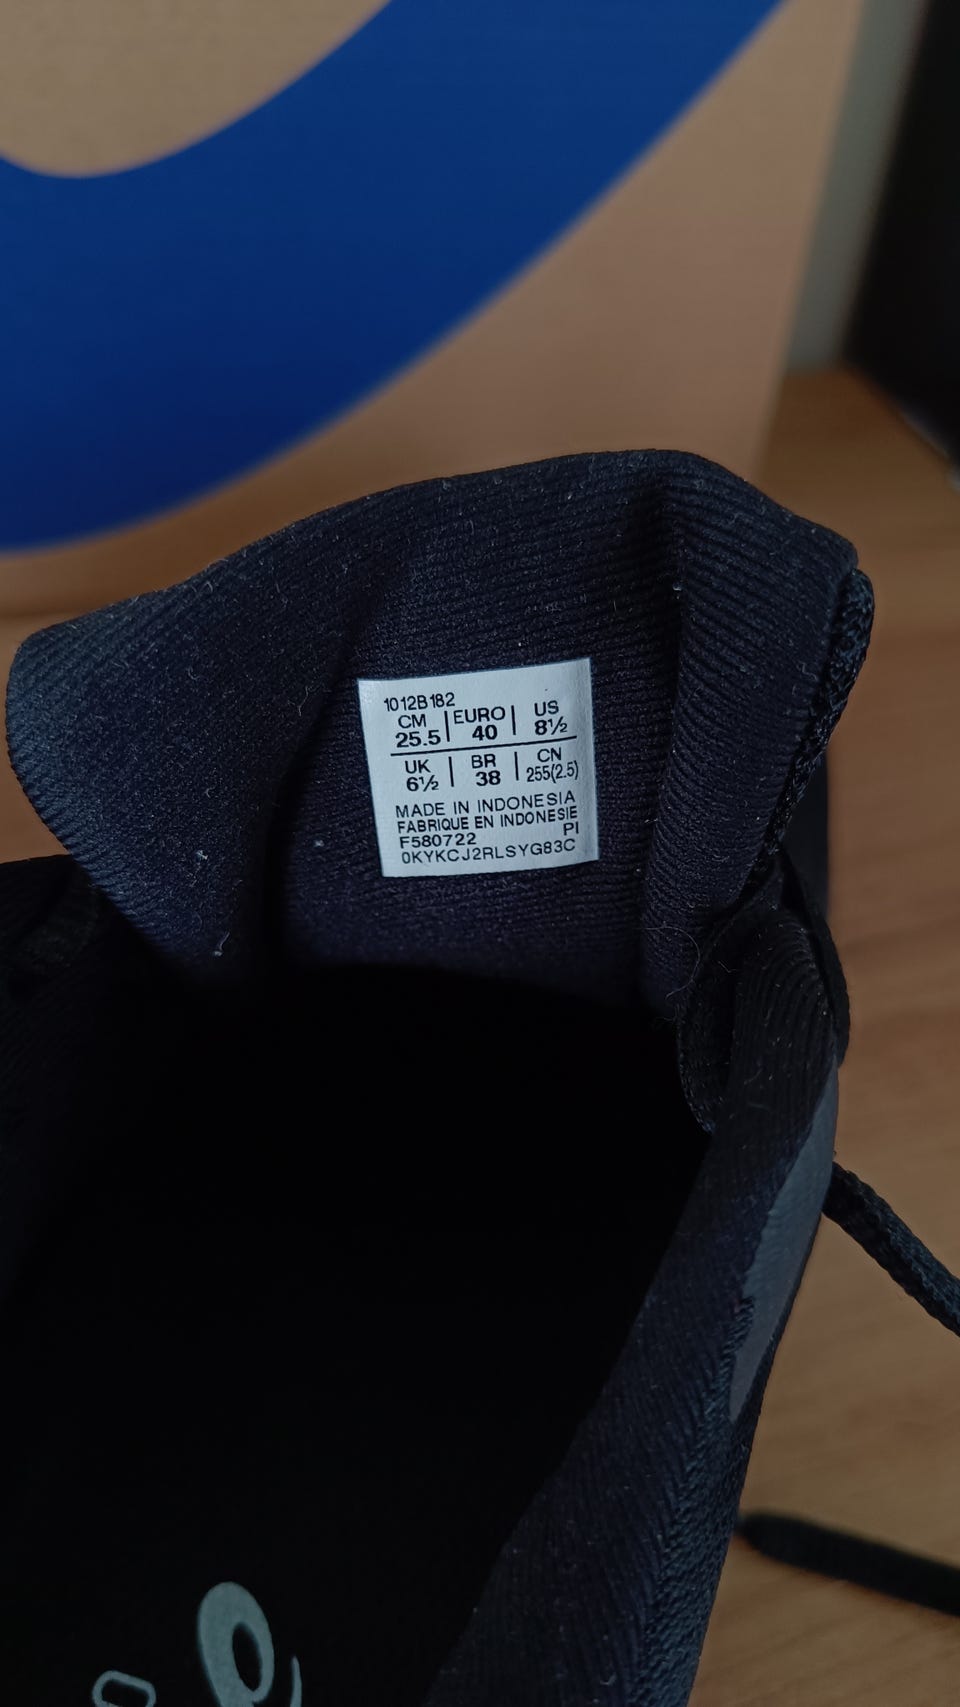 1012B182
CM EURO US
25.5 40 8½
UK BR CN
6½ 38 255(2.5)
MADE IN INDONESIA
FABRIQUE EN INDONESIE
F580722 PI
0KYKCJ2RLSYG83C